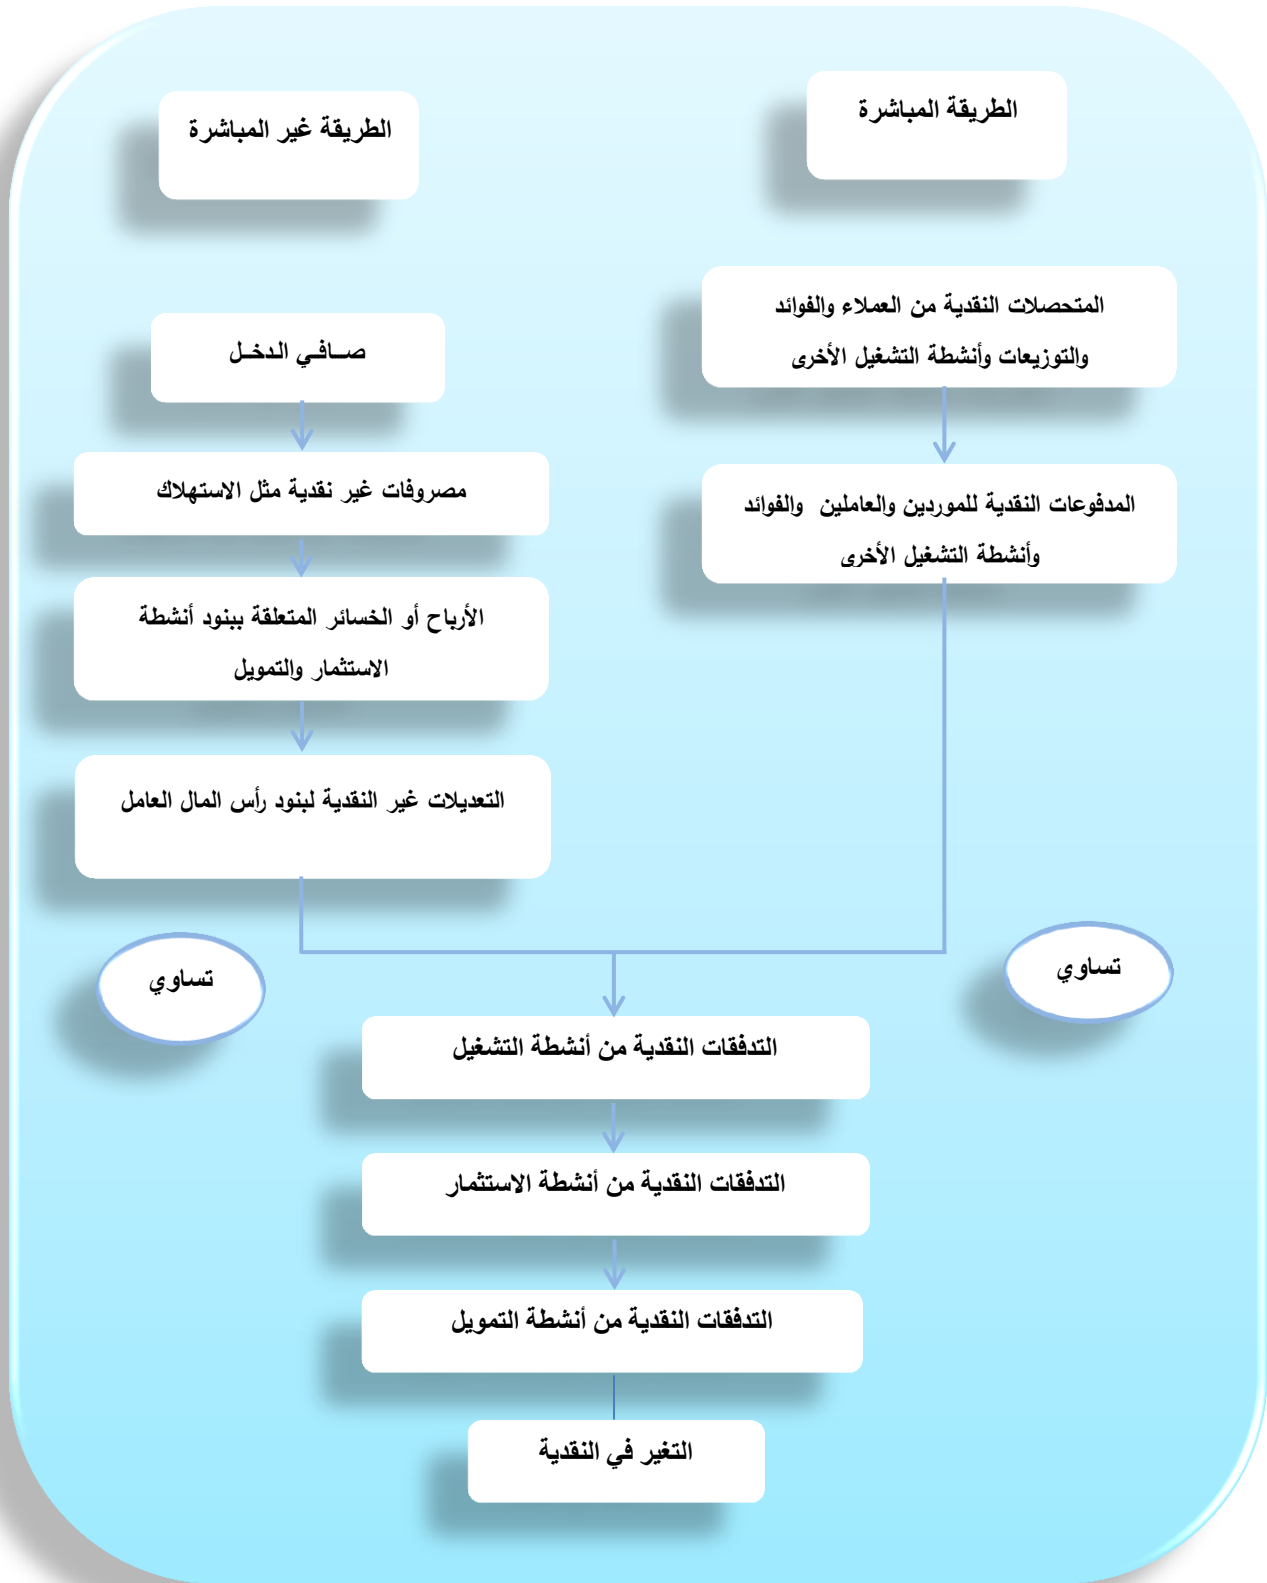 الطريقة المباشرة
المتحصلات النقدية من العملاء والفوائد
والتوزيعات وأنشطة التشغيل الأخرى
المدفوعات النقدية للموردين والعاملين والفوائد
وأنشطة التشغيل الأخرى
تساوي
الطريقة غير المباشرة
صــافـي الـدخـل
مصروفات غير نقدية مثل الاستهلاك
الأرباح أو الخسائر المتعلقة ببنود أنشطة
الاستثمار والتمويل
التعديلات غير النقدية لبنود رأس المال العامل
تساوي
التدفقات النقدية من أنشطة التشغيل
التدفقات النقدية من أنشطة الاستثمار
التدفقات النقدية من أنشطة التمويل
التغير في النقدية